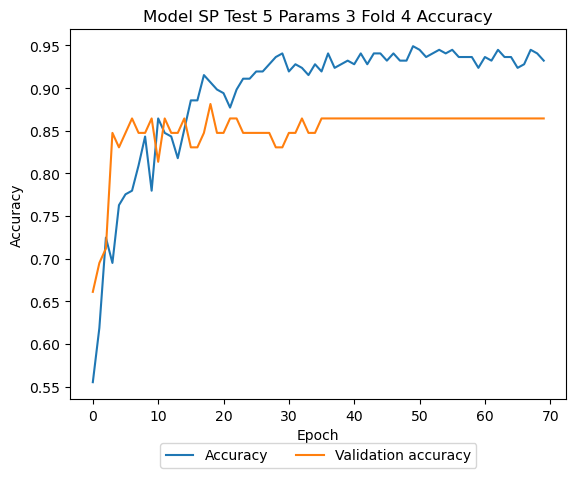 Model SP Test 5 Params 3 Fold 4 Accuracy
0.95
0.90
0.85
0.80
0.75
0.70
0.65
0.60
0.55
Accuracy
0 10 20 30 40 50 60 70
Epoch
Accuracy Validation accuracy